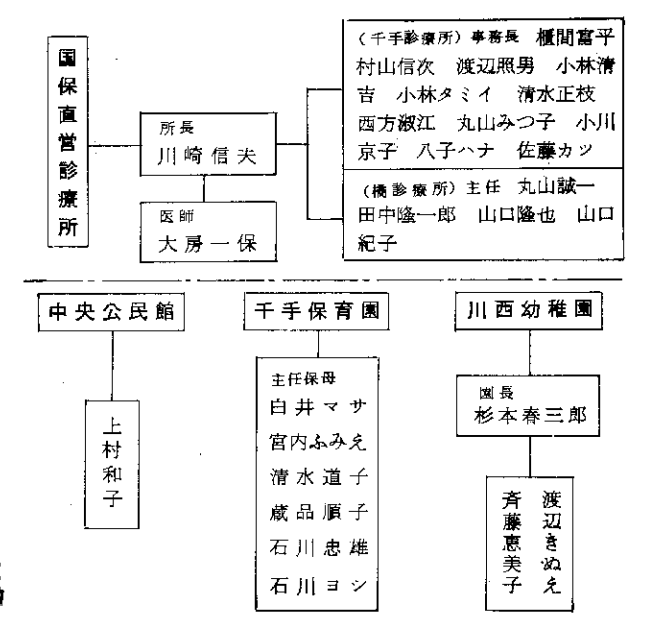 国保直営診療所
所長
川崎信夫
医師
大房一保
(千手診療所)事務長 櫃間富平
村山信次 渡辺照男 小林清
吉 小林タミイ 清水正枝
西方淑江 丸山みつ子 小川
京子 八子ハナ 佐藤カツ
(橘診療所)主任 丸山誠一
田中隆一郎 山口隆也 山口
紀子
中央公民館
上村和子
千手保育園
主任保母
白井マサ
宮内ふみえ
清水道子
蔵品順子
石川忠雄
石川ヨシ
川西幼稚園
園長
杉本春三郎
渡辺きぬえ
斉藤恵美子